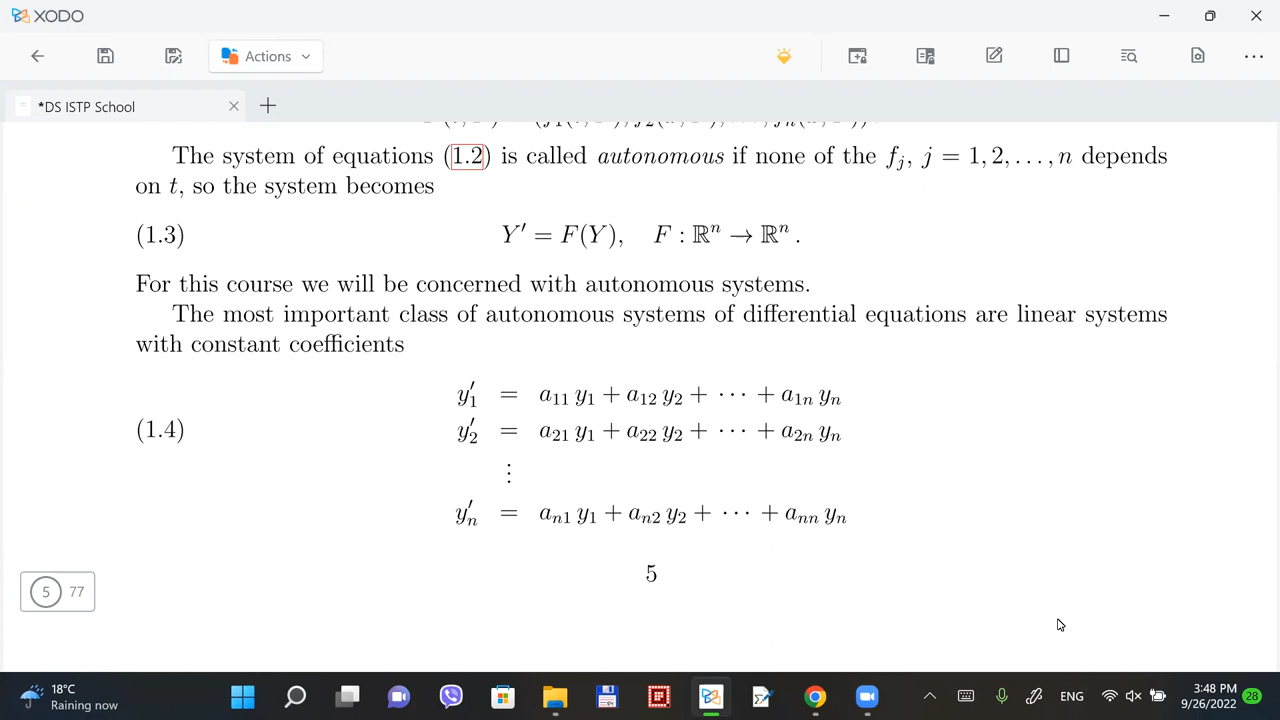 XODO
Actions
*DS ISTP School
The system of equations (1.2) is called autonomous if none of the f_j, j = 1, 2, . . . , n depends
on t, so the system becomes
(1.3) Y′ = F(Y), F : ℝⁿ → ℝⁿ .
For this course we will be concerned with autonomous systems.
The most important class of autonomous systems of differential equations are linear systems
with constant coefficients
y′₁ = a₁₁ y₁ + a₁₂ y₂ + ··· + a₁ₙ yₙ
(1.4) y′₂ = a₂₁ y₁ + a₂₂ y₂ + ··· + a₂ₙ yₙ
⋮
y′ₙ = aₙ₁ y₁ + aₙ₂ y₂ + ··· + aₙₙ yₙ
5
5 77
18°C
Raining now
ENG
3:48 PM
9/26/2022
28